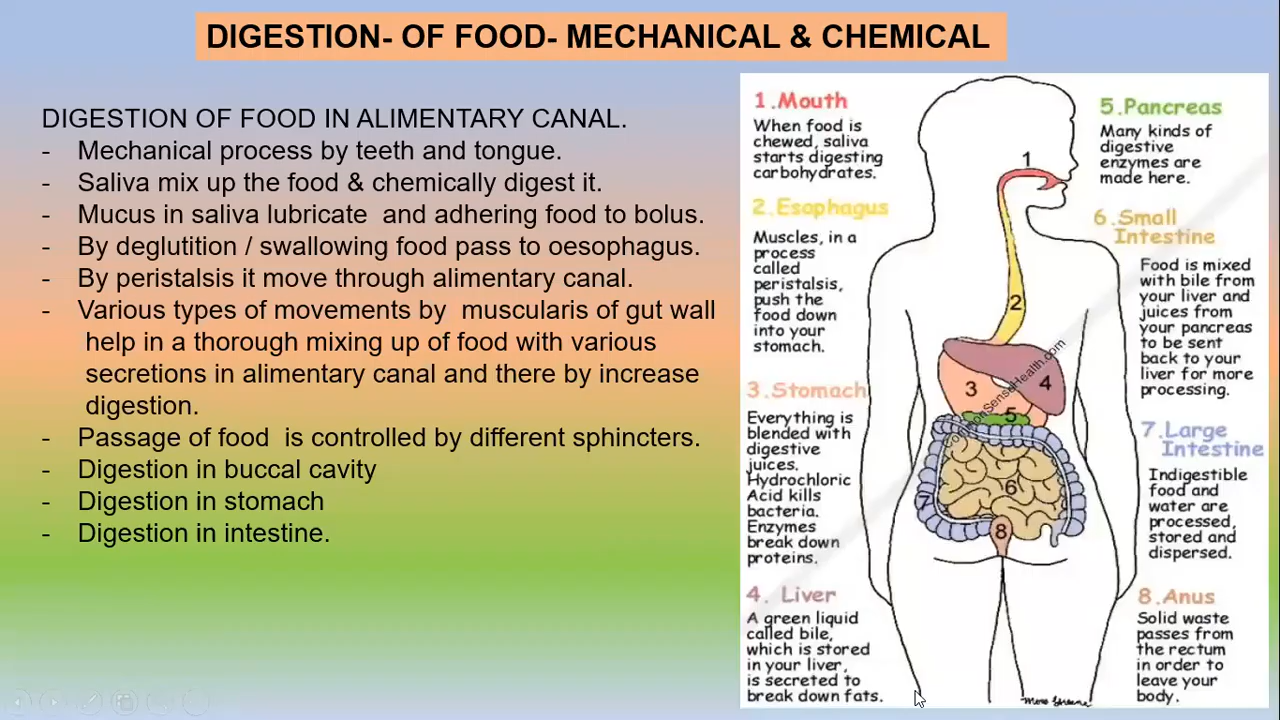 DIGESTION- OF FOOD- MECHANICAL & CHEMICAL
DIGESTION OF FOOD IN ALIMENTARY CANAL.
- Mechanical process by teeth and tongue.
- Saliva mix up the food & chemically digest it.
- Mucus in saliva lubricate and adhering food to bolus.
- By deglutition / swallowing food pass to oesophagus.
- By peristalsis it move through alimentary canal.
- Various types of movements by muscularis of gut wall
help in a thorough mixing up of food with various
secretions in alimentary canal and there by increase
digestion.
- Passage of food is controlled by different sphincters.
- Digestion in buccal cavity
- Digestion in stomach
- Digestion in intestine.
1.Mouth
When food is
chewed, saliva
starts digesting
carbohydrates.
2.Esophagus
Muscles, in a
process
called
peristalsis,
push the
food down
into your
stomach.
3.Stomach
Everything is
blended with
digestive
juices.
Hydrochloric
Acid kills
bacteria.
Enzymes
break down
proteins.
4. Liver
A green liquid
called bile,
which is stored
in your liver,
is secreted to
break down fats.
1
2
3
4
5
6
7
8
5.Pancreas
Many kinds of
digestive
enzymes are
made here.
6.Small
Intestine
Food is mixed
with bile from
your liver and
juices from
your pancreas
to be sent
back to your
liver for more
processing.
7.Large
Intestine
Indigestible
food and
water are
processed,
stored and
dispersed.
8.Anus
Solid waste
passes from
the rectum
in order to
leave your
body.